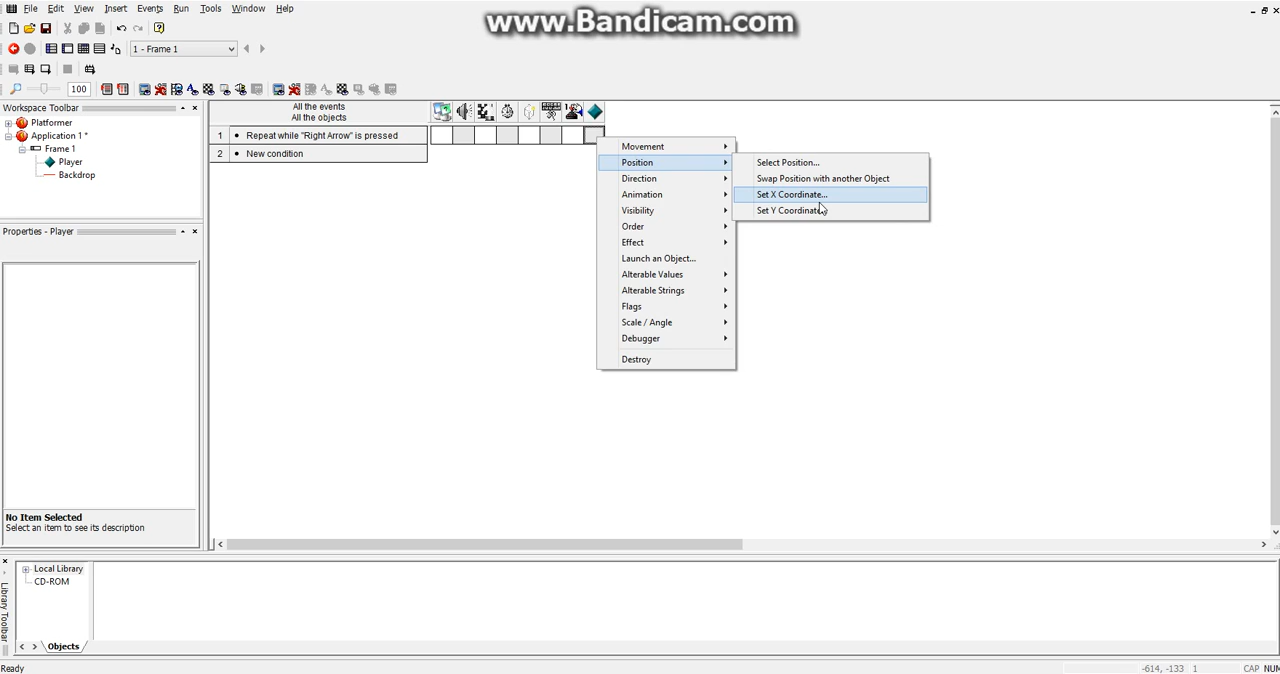 www.Bandicam.com
File Edit View Insert Events Run Tools Window Help
1 - Frame 1
100
Workspace Toolbar
Platformer
Application 1 *
Frame 1
Player
Backdrop
Properties - Player
No Item Selected
Select an item to see its description
All the events
All the objects
1 • Repeat while "Right Arrow" is pressed
2 • New condition
Movement
Position
Direction
Animation
Visibility
Order
Effect
Launch an Object...
Alterable Values
Alterable Strings
Flags
Scale / Angle
Debugger
Destroy
Select Position...
Swap Position with another Object
Set X Coordinate...
Set Y Coordinate...
Library Toolbar
Local Library
CD-ROM
Objects
Ready
-614, -133 1 CAP NUM